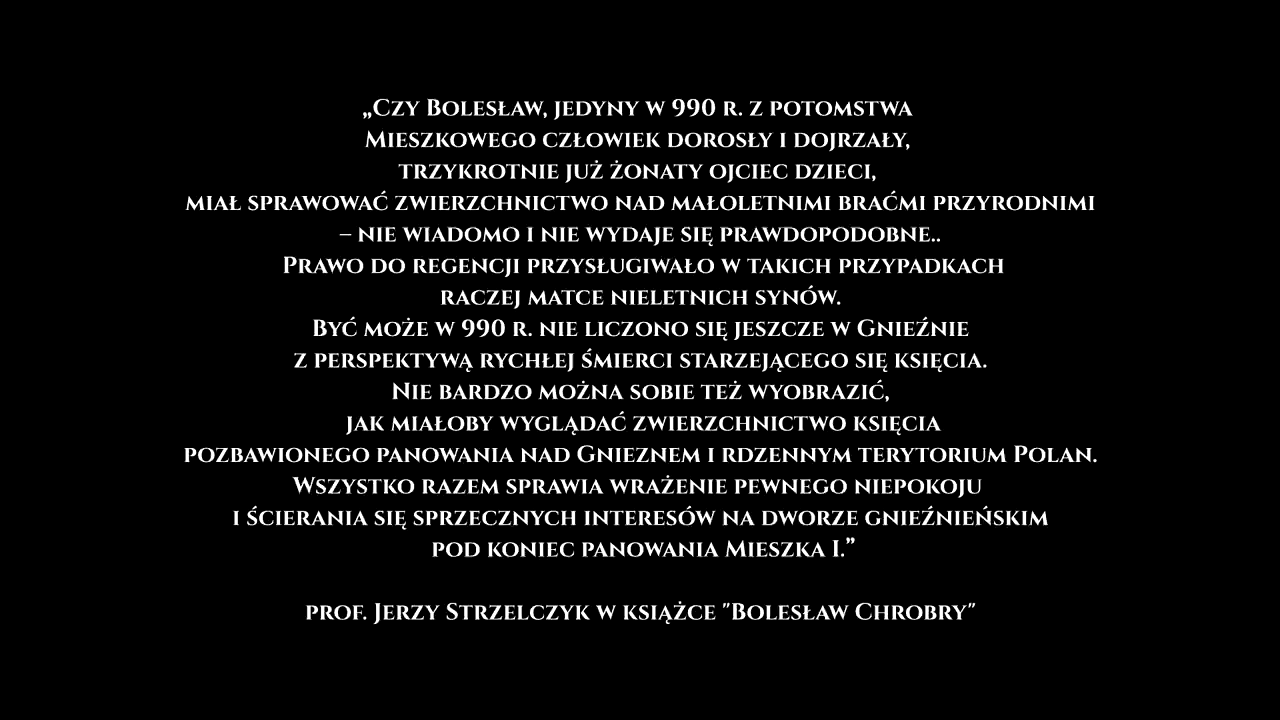 „Czy Bolesław, jedyny w 990 r. z potomstwa
Mieszkowego człowiek dorosły i dojrzały,
trzykrotnie już żonaty ojciec dzieci,
miał sprawować zwierzchnictwo nad małoletnimi braćmi przyrodnimi
– nie wiadomo i nie wydaje się prawdopodobne..
Prawo do regencji przysługiwało w takich przypadkach
raczej matce nieletnich synów.
Być może w 990 r. nie liczono się jeszcze w Gnieźnie
z perspektywą rychłej śmierci starzejącego się księcia.
Nie bardzo można sobie też wyobrazić,
jak miałoby wyglądać zwierzchnictwo księcia
pozbawionego panowania nad Gnieznem i rdzennym terytorium Polan.
Wszystko razem sprawia wrażenie pewnego niepokoju
i ścierania się sprzecznych interesów na dworze gnieźnieńskim
pod koniec panowania Mieszka I.”
prof. Jerzy Strzelczyk w książce "Bolesław Chrobry"